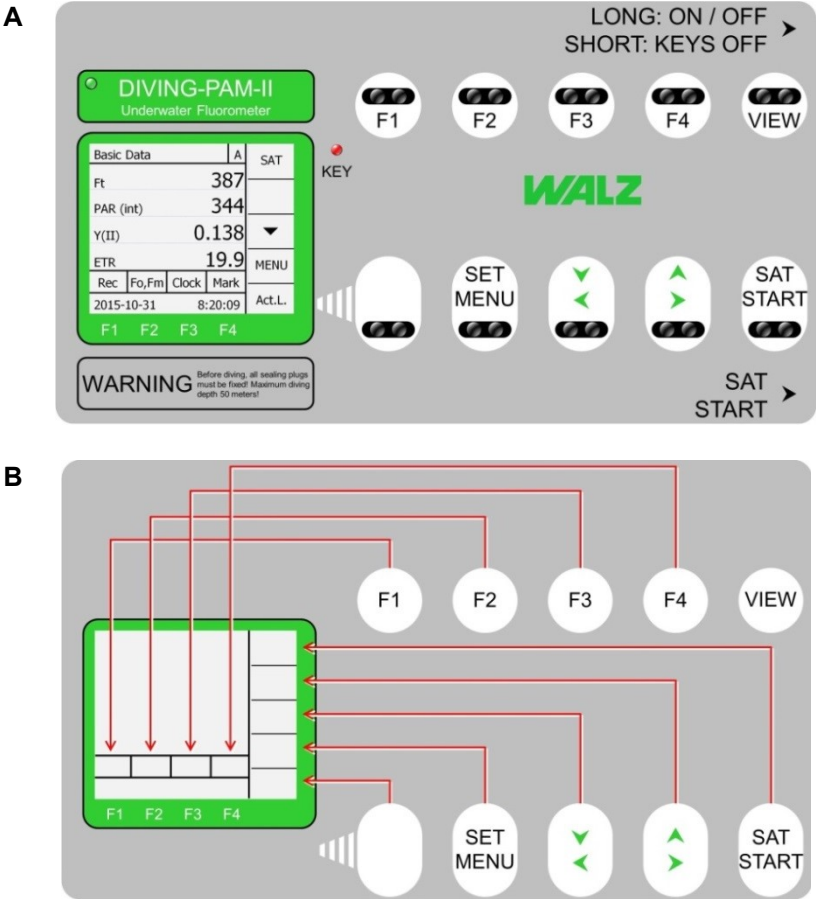 A
LONG: ON / OFF
SHORT: KEYS OFF
DIVING-PAM-II
Underwater Fluorometer
F1 F2 F3 F4 VIEW
KEY
WALZ
Basic Data A SAT
Ft 387
PAR (int) 344
Y(II) 0.138
ETR 19.9 MENU
Rec Fo,Fm Clock Mark
2015-10-31 8:20:09 Act.L.
F1 F2 F3 F4
SET
MENU
SAT
START
WARNING
Before diving, all sealing plugs
must be fixed! Maximum diving
depth 50 meters!
SAT
START
B
F1 F2 F3 F4 VIEW
F1 F2 F3 F4
SET
MENU
SAT
START